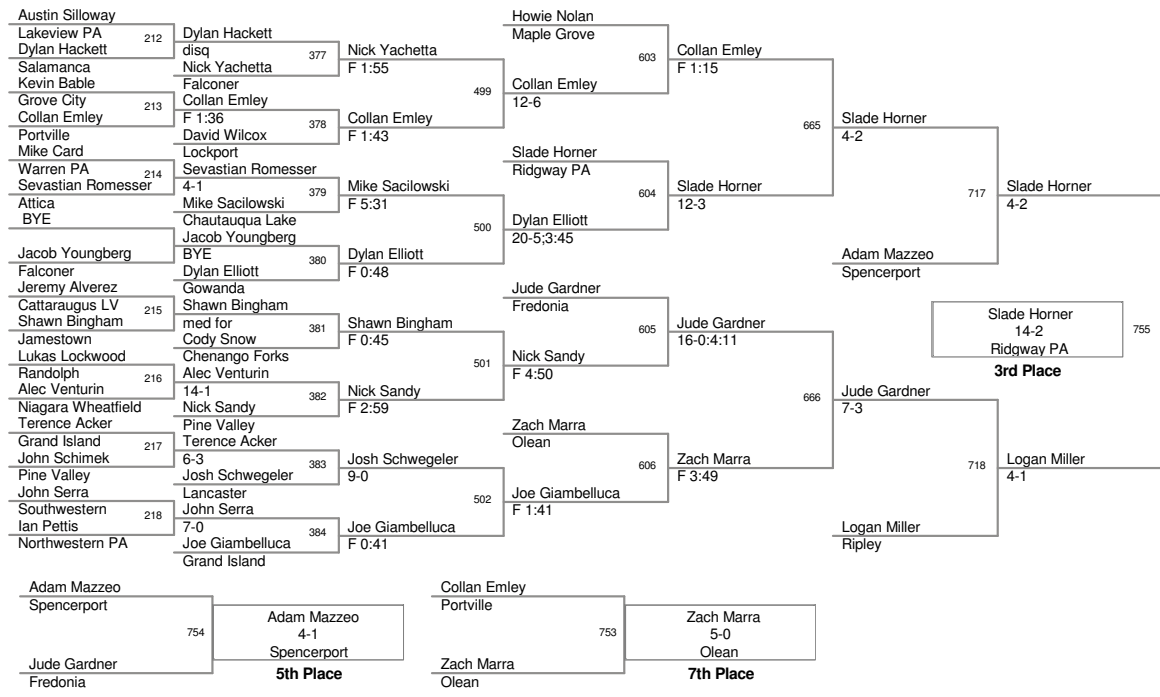 Austin Silloway
Lakeview PA
212
Dylan Hackett
Salamanca
Kevin Bable
Grove City
213
Collan Emley
Portville
Mike Card
Warren PA
214
Sevastian Romesser
Attica
BYE
Jacob Youngberg
Falconer
Jeremy Alverez
Cattaraugus LV
215
Shawn Bingham
Jamestown
Lukas Lockwood
Randolph
216
Alec Venturin
Niagara Wheatfield
Terence Acker
Grand Island
217
John Schimek
Pine Valley
John Serra
Southwestern
218
Ian Pettis
Northwestern PA
Dylan Hackett
disq
377
Nick Yachetta
Falconer
Collan Emley
F 1:36
378
David Wilcox
Lockport
Sevastian Romesser
4-1
379
Mike Sacilowski
Chautauqua Lake
Jacob Youngberg
BYE
380
Dylan Elliott
Gowanda
Shawn Bingham
med for
381
Cody Snow
Chenango Forks
Alec Venturin
14-1
382
Nick Sandy
Pine Valley
Terence Acker
6-3
383
Josh Schwegeler
Lancaster
John Serra
7-0
384
Joe Giambelluca
Grand Island
Nick Yachetta
F 1:55
499
Collan Emley
F 1:43
Mike Sacilowski
F 5:31
500
Dylan Elliott
F 0:48
Shawn Bingham
F 0:45
501
Nick Sandy
F 2:59
Josh Schwegeler
9-0
502
Joe Giambelluca
F 0:41
Howie Nolan
Maple Grove
603
Collan Emley
12-6
Slade Horner
Ridgway PA
604
Dylan Elliott
20-5;3:45
Jude Gardner
Fredonia
605
Nick Sandy
F 4:50
Zach Marra
Olean
606
Joe Giambelluca
F 1:41
Collan Emley
F 1:15
665
Slade Horner
12-3
Jude Gardner
16-0:4:11
666
Zach Marra
F 3:49
Slade Horner
4-2
717
Adam Mazzeo
Spencerport
Jude Gardner
7-3
718
Logan Miller
Ripley
Slade Horner
4-2
Logan Miller
4-1
Slade Horner
14-2
755
Ridgway PA
3rd Place
Adam Mazzeo
Spencerport
754
Jude Gardner
Fredonia
Adam Mazzeo
4-1
Spencerport
5th Place
Collan Emley
Portville
753
Zach Marra
Olean
Zach Marra
5-0
Olean
7th Place